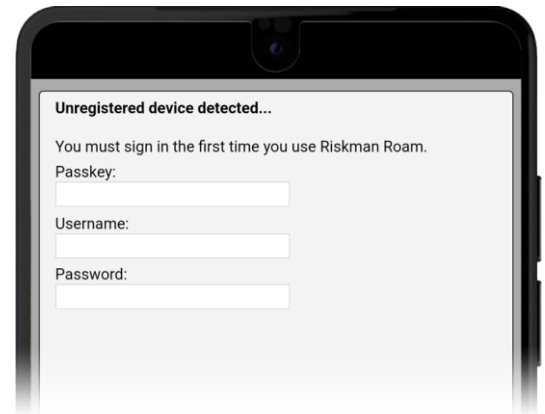 Unregistered device detected...
You must sign in the first time you use Riskman Roam.
Passkey:
Username:
Password: